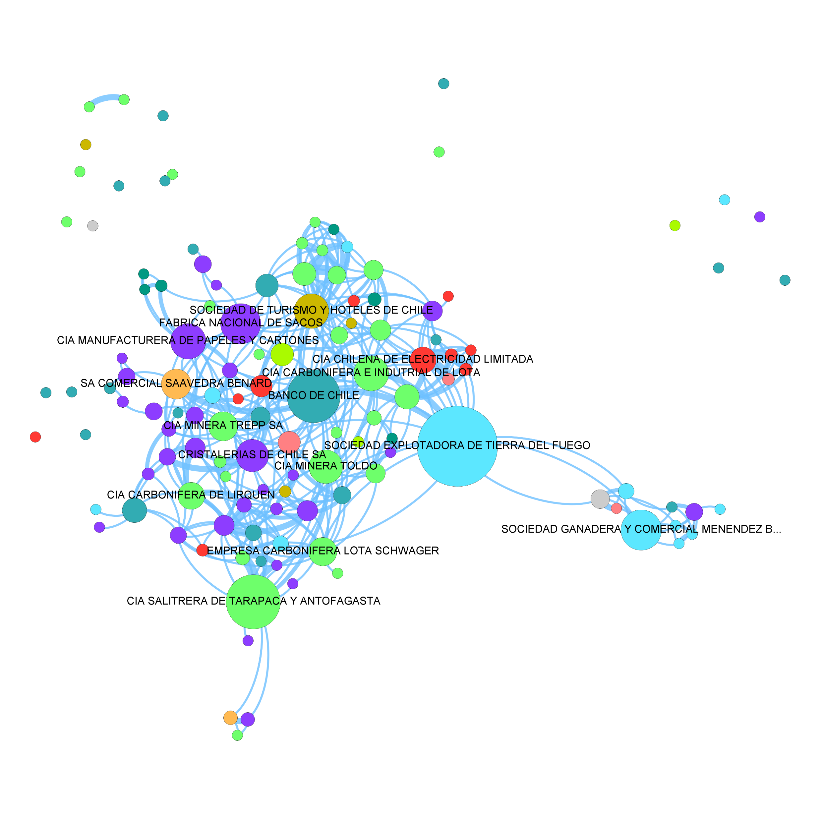 SOCIEDAD DE TURISMO Y HOTELES DE CHILE
FABRICA NACIONAL DE SACOS
CIA MANUFACTURERA DE PAPELES Y CARTONES
CIA CHILENA DE ELECTRICIDAD LIMITADA
CIA CARBONIFERA E INDUTRIAL DE LOTA
SA COMERCIAL SAAVEDRA BENARD
BANCO DE CHILE
CIA MINERA TREPP SA
SOCIEDAD EXPLOTADORA DE TIERRA DEL FUEGO
CRISTALERIAS DE CHILE SA
CIA MINERA TOLDO
CIA CARBONIFERA DE LIRQUEN
SOCIEDAD GANADERA Y COMERCIAL MENENDEZ B...
EMPRESA CARBONIFERA LOTA SCHWAGER
CIA SALITRERA DE TARAPACA Y ANTOFAGASTA